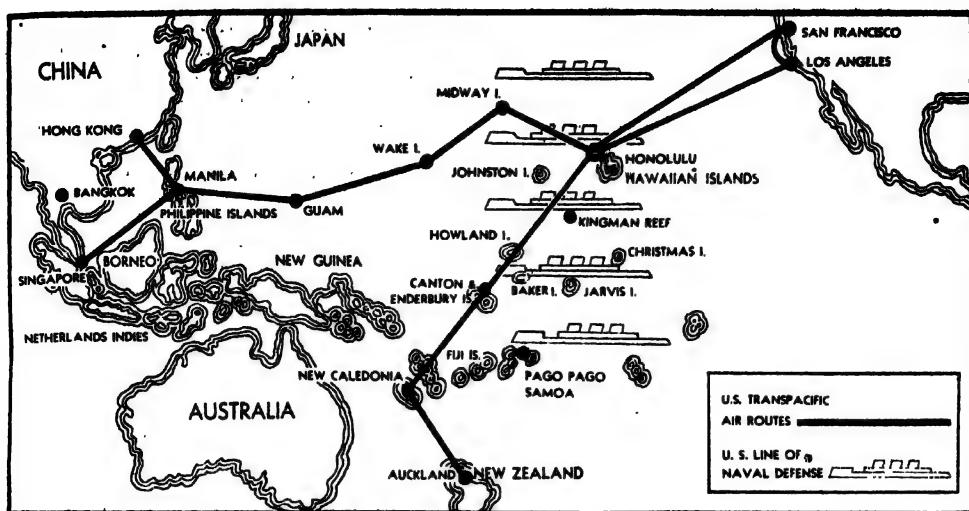 SAN FRANCISCO
JAPAN
LOS ANGELES
CHINA
MIDWAY I.
HONG KONG
WAKE I.
HONOLULU
JOHNSTON I.
HAWAIIAN ISLANDS
MANILA
BANGKOK
PHILIPPINE ISLANDS
GUAM
KINGMAN REEF
HOWLAND I.
CHRISTMAS I.
BORNEO
NEW GUINEA
SINGAPORE
CANTON &
ENDERBURY IS.
BAKER I.
JARVIS I.
NETHERLANDS INDIES
FIJI IS.
NEW CALEDONIA
PAGO PAGO
SAMOA
AUSTRALIA
AUCKLAND
NEW ZEALAND
U.S. TRANSPACIFIC
AIR ROUTES
U. S. LINE OF
NAVAL DEFENSE